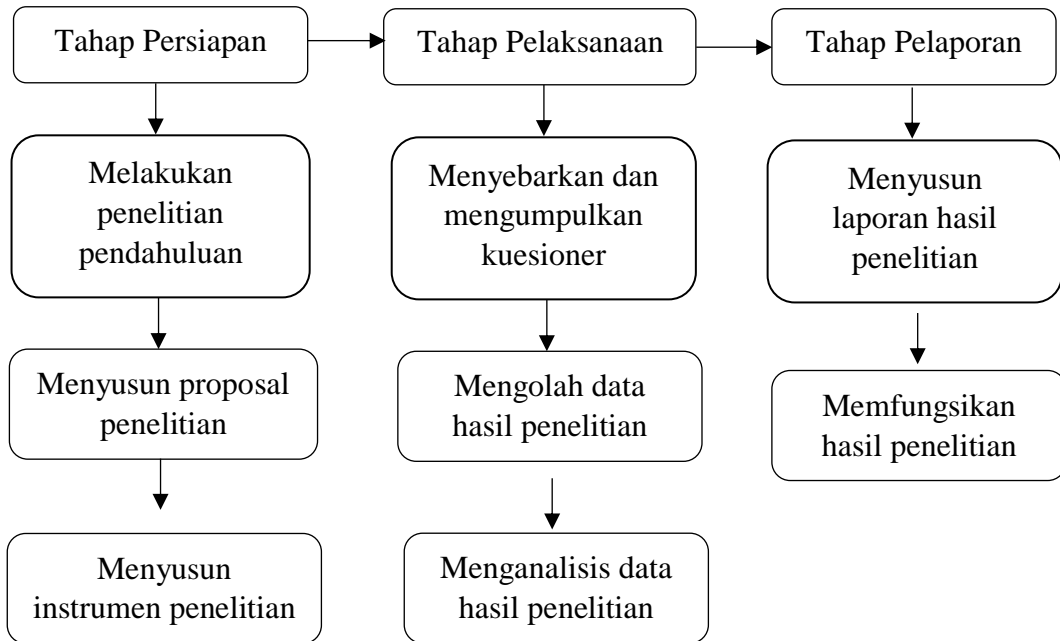 Tahap Persiapan
Tahap Pelaksanaan
Tahap Pelaporan
Melakukan
penelitian
pendahuluan
Menyebarkan dan
mengumpulkan
kuesioner
Menyusun
laporan hasil
penelitian
Menyusun proposal
penelitian
Mengolah data
hasil penelitian
Memfungsikan
hasil penelitian
Menyusun
instrumen penelitian
Menganalisis data
hasil penelitian